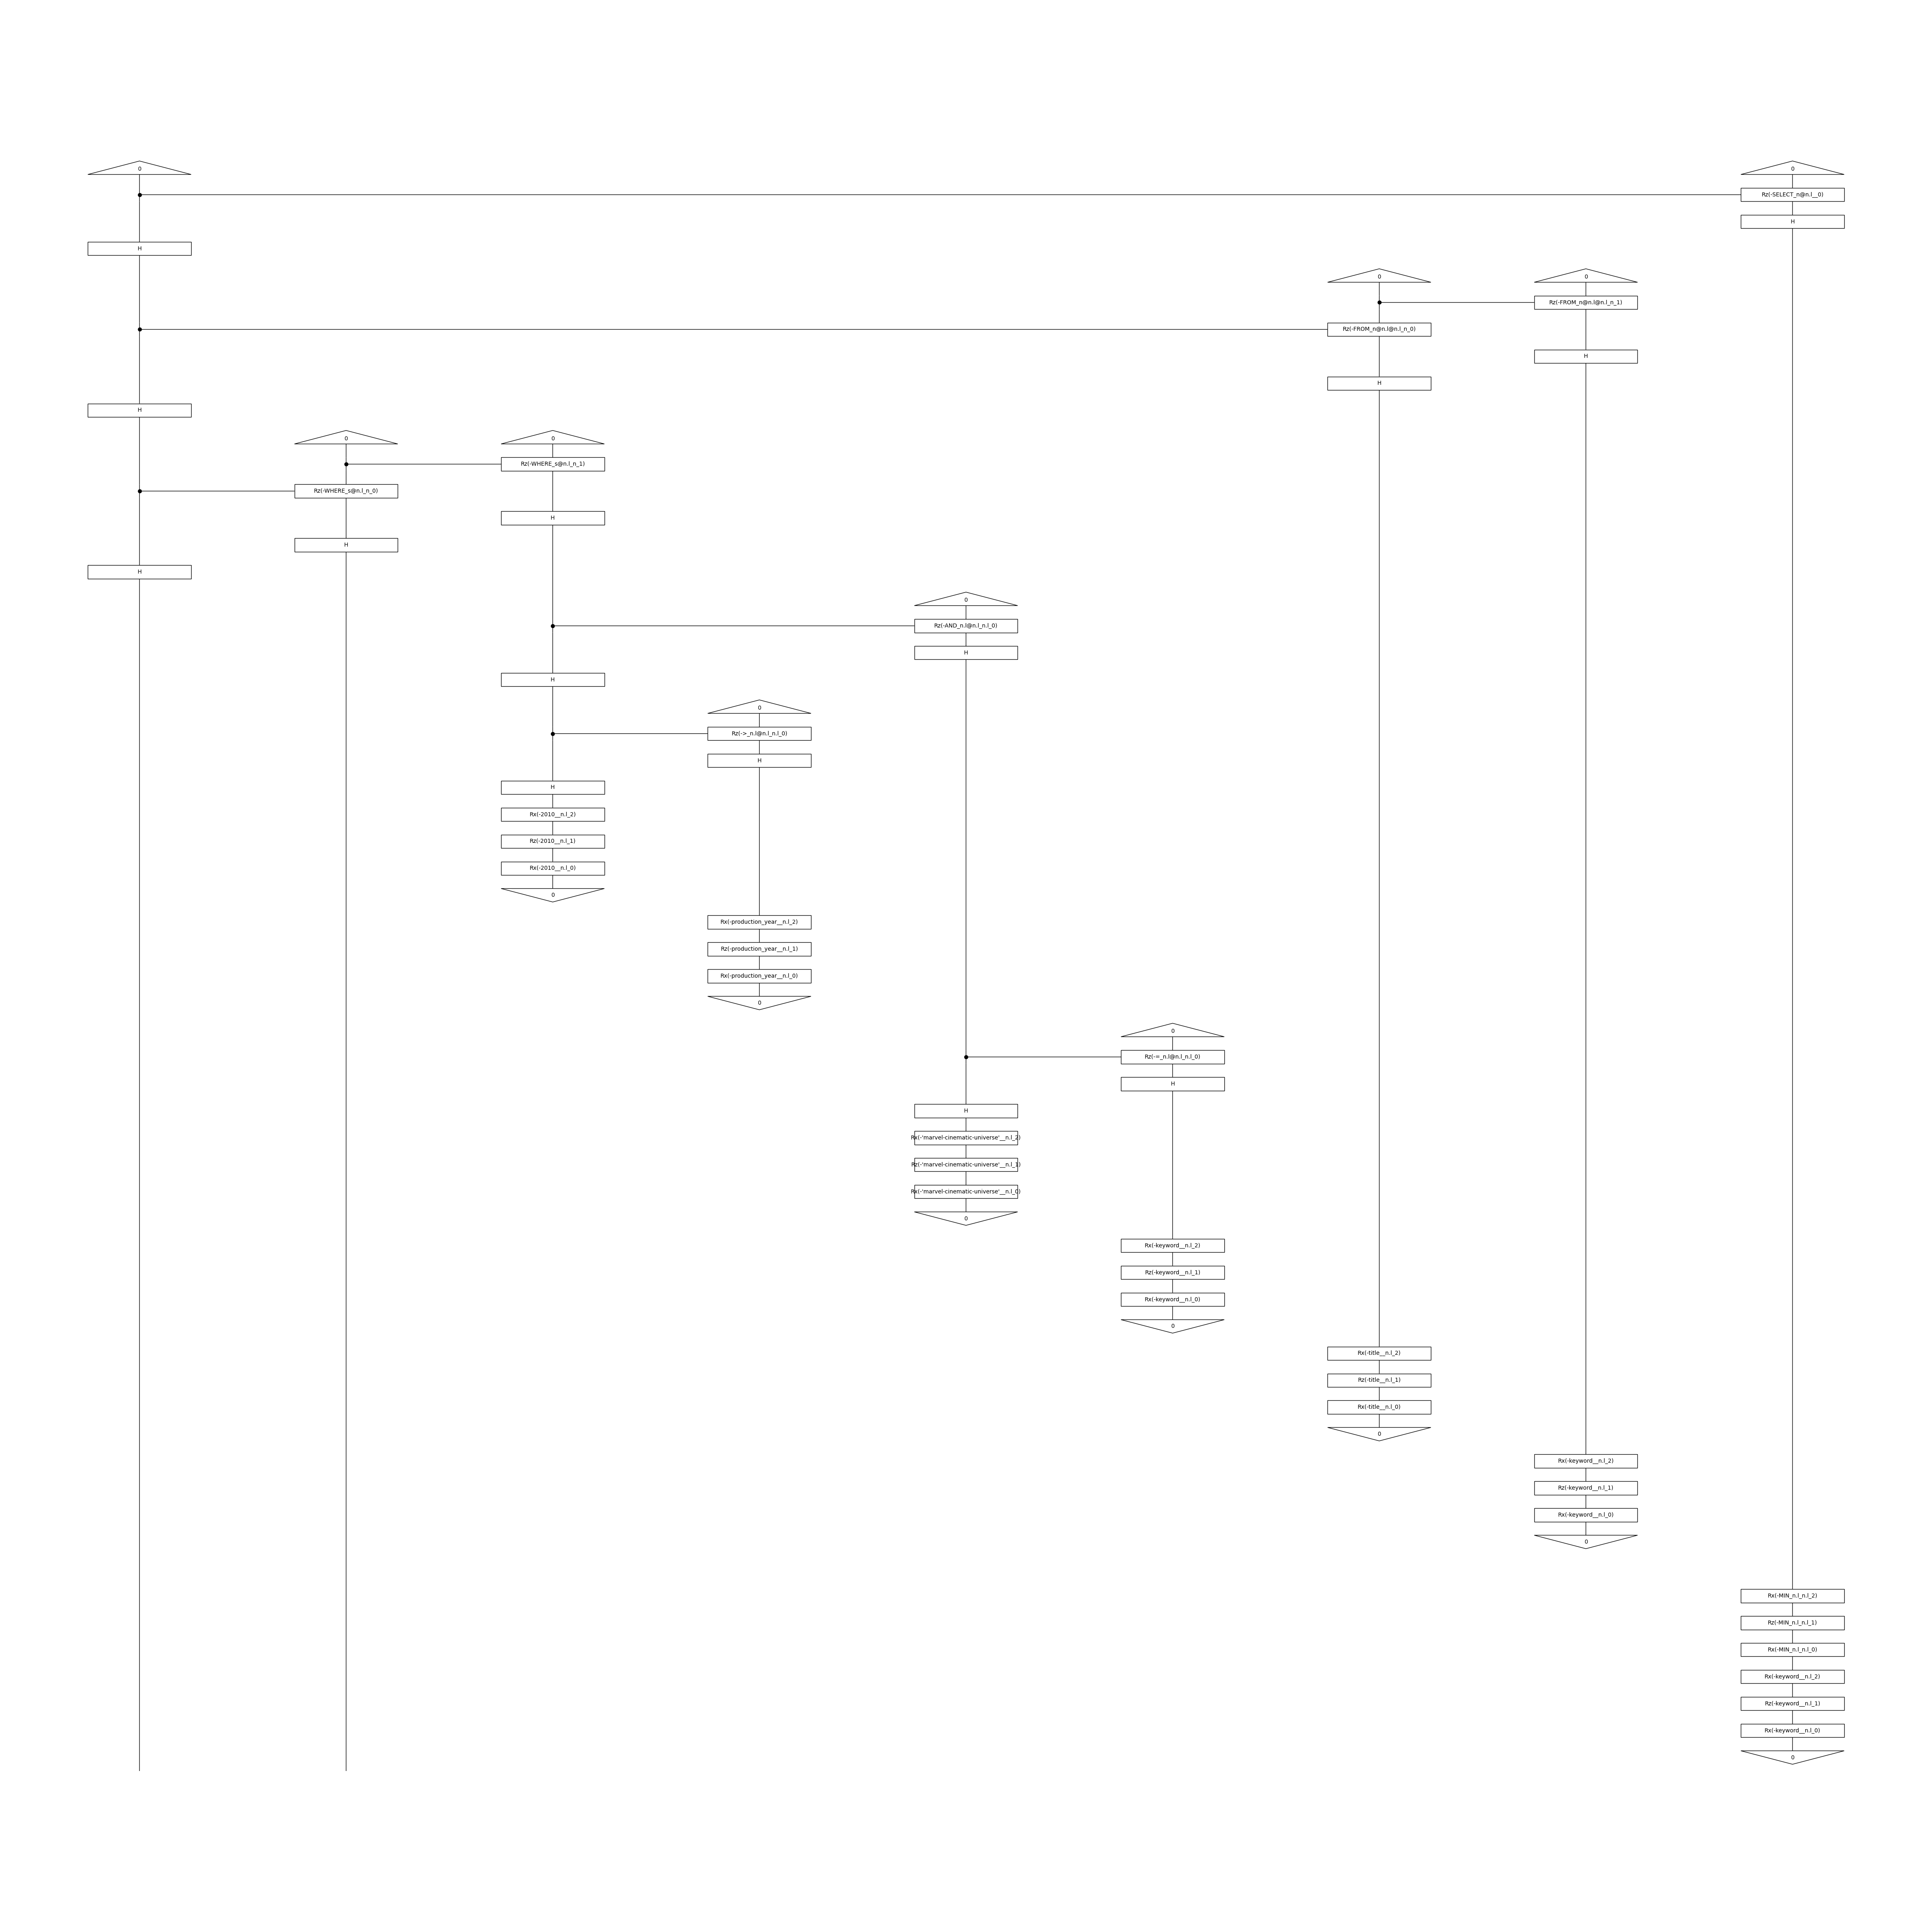 0 0
Rz(-SELECT_n@n.l__0)
H
H
0 0
Rz(-FROM_n@n.l@n.l_n_1)
Rz(-FROM_n@n.l@n.l_n_0)
H
H
H
0 0
Rz(-WHERE_s@n.l_n_1)
Rz(-WHERE_s@n.l_n_0)
H
H
H
0
Rz(-AND_n.l@n.l_n.l_0)
H
H
0
Rz(->_n.l@n.l_n.l_0)
H
H
Rx(-2010__n.l_2)
Rz(-2010__n.l_1)
Rx(-2010__n.l_0)
0
Rx(-production_year__n.l_2)
Rz(-production_year__n.l_1)
Rx(-production_year__n.l_0)
0
0
Rz(-=_n.l@n.l_n.l_0)
H
H
Rx(-'marvel-cinematic-universe'__n.l_2)
Rz(-'marvel-cinematic-universe'__n.l_1)
Rx(-'marvel-cinematic-universe'__n.l_0)
0
Rx(-keyword__n.l_2)
Rz(-keyword__n.l_1)
Rx(-keyword__n.l_0)
0
Rx(-title__n.l_2)
Rz(-title__n.l_1)
Rx(-title__n.l_0)
0
Rx(-keyword__n.l_2)
Rz(-keyword__n.l_1)
Rx(-keyword__n.l_0)
0
Rx(-MIN_n.l_n.l_2)
Rz(-MIN_n.l_n.l_1)
Rx(-MIN_n.l_n.l_0)
Rx(-keyword__n.l_2)
Rz(-keyword__n.l_1)
Rx(-keyword__n.l_0)
0